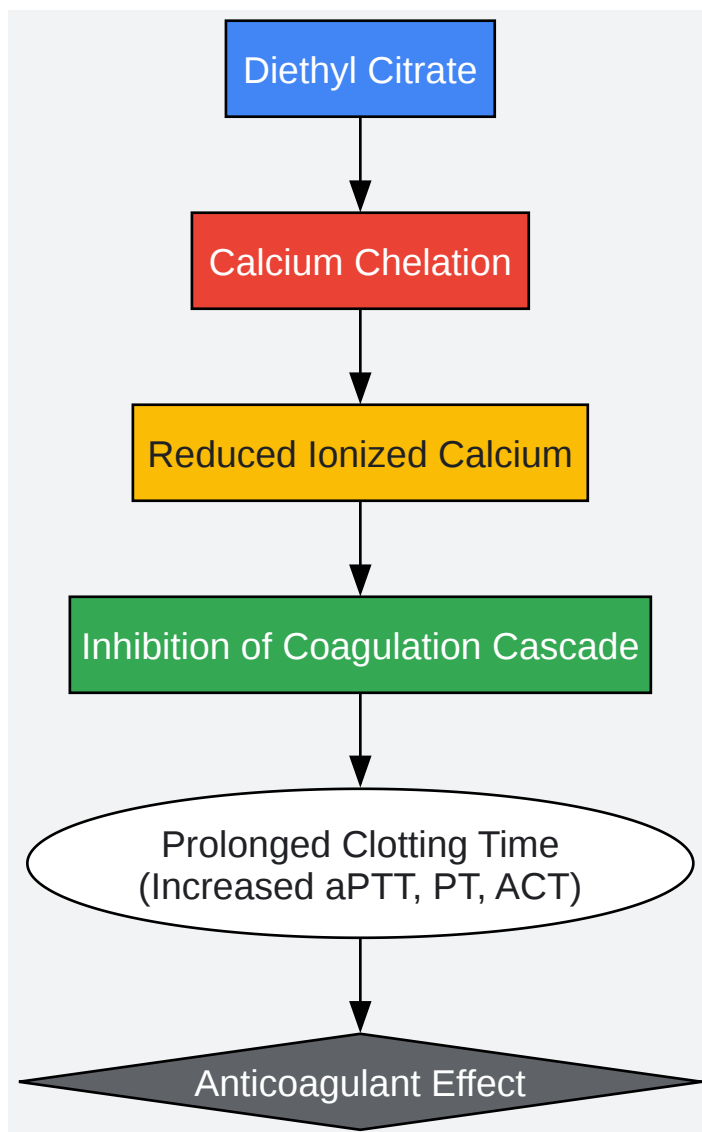 Diethyl Citrate
Calcium Chelation
Reduced Ionized Calcium
Inhibition of Coagulation Cascade
Prolonged Clotting Time
(Increased aPTT, PT, ACT)
Anticoagulant Effect